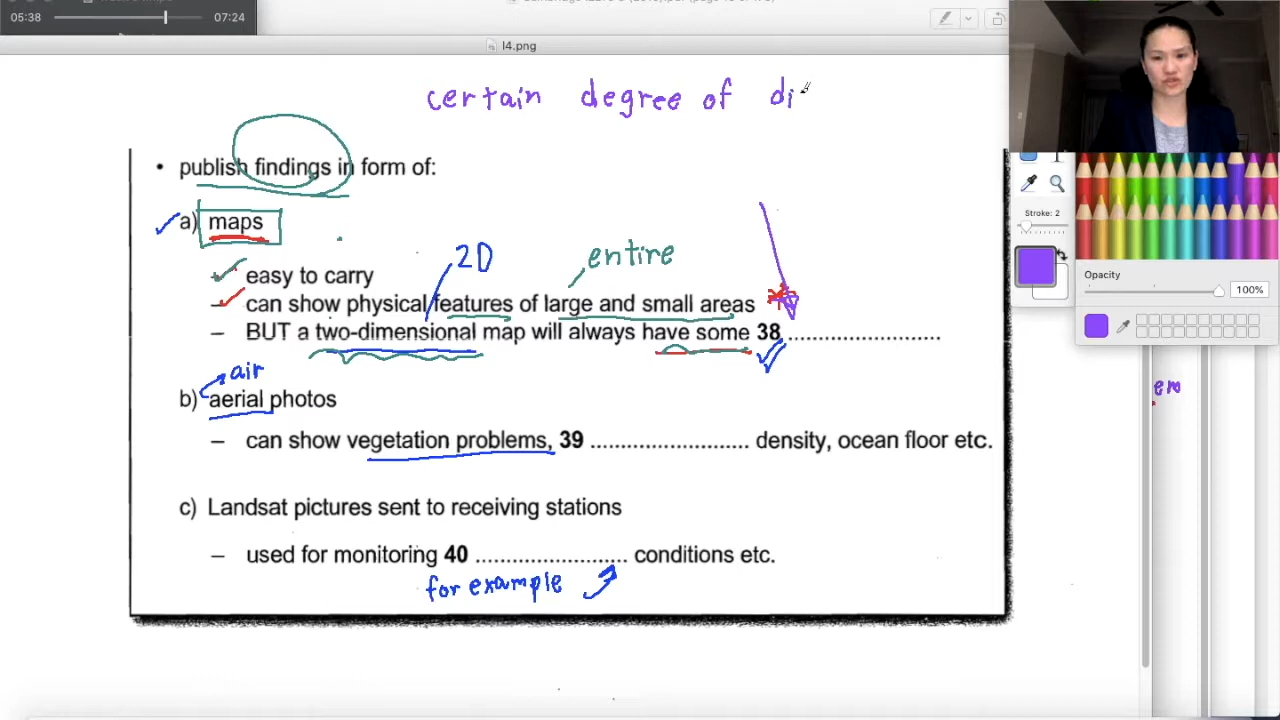 05:38
07:24
l4.png
certain degree of di
• publish findings in form of:
a) maps
2D
entire
easy to carry
– can show physical features of large and small areas
– BUT a two-dimensional map will always have some 38 .........................
air
b) aerial photos
– can show vegetation problems, 39 .......................... density, ocean floor etc.
c) Landsat pictures sent to receiving stations
– used for monitoring 40 ......................... conditions etc.
for example
Stroke: 2
Opacity
100%